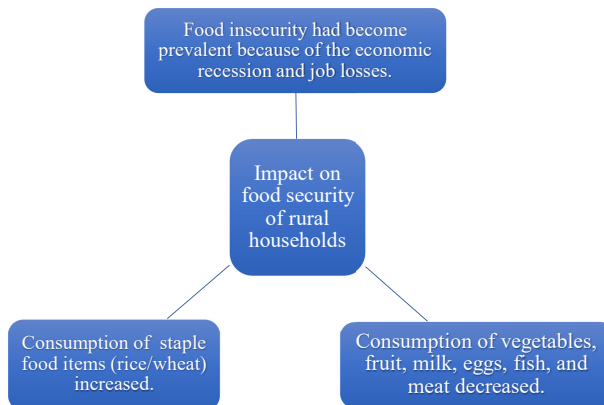 Food insecurity had become
prevalent because of the economic
recession and job losses.
Impact on
food security
of rural
households
Consumption of staple
food items (rice/wheat)
increased.
Consumption of vegetables,
fruit, milk, eggs, fish, and
meat decreased.